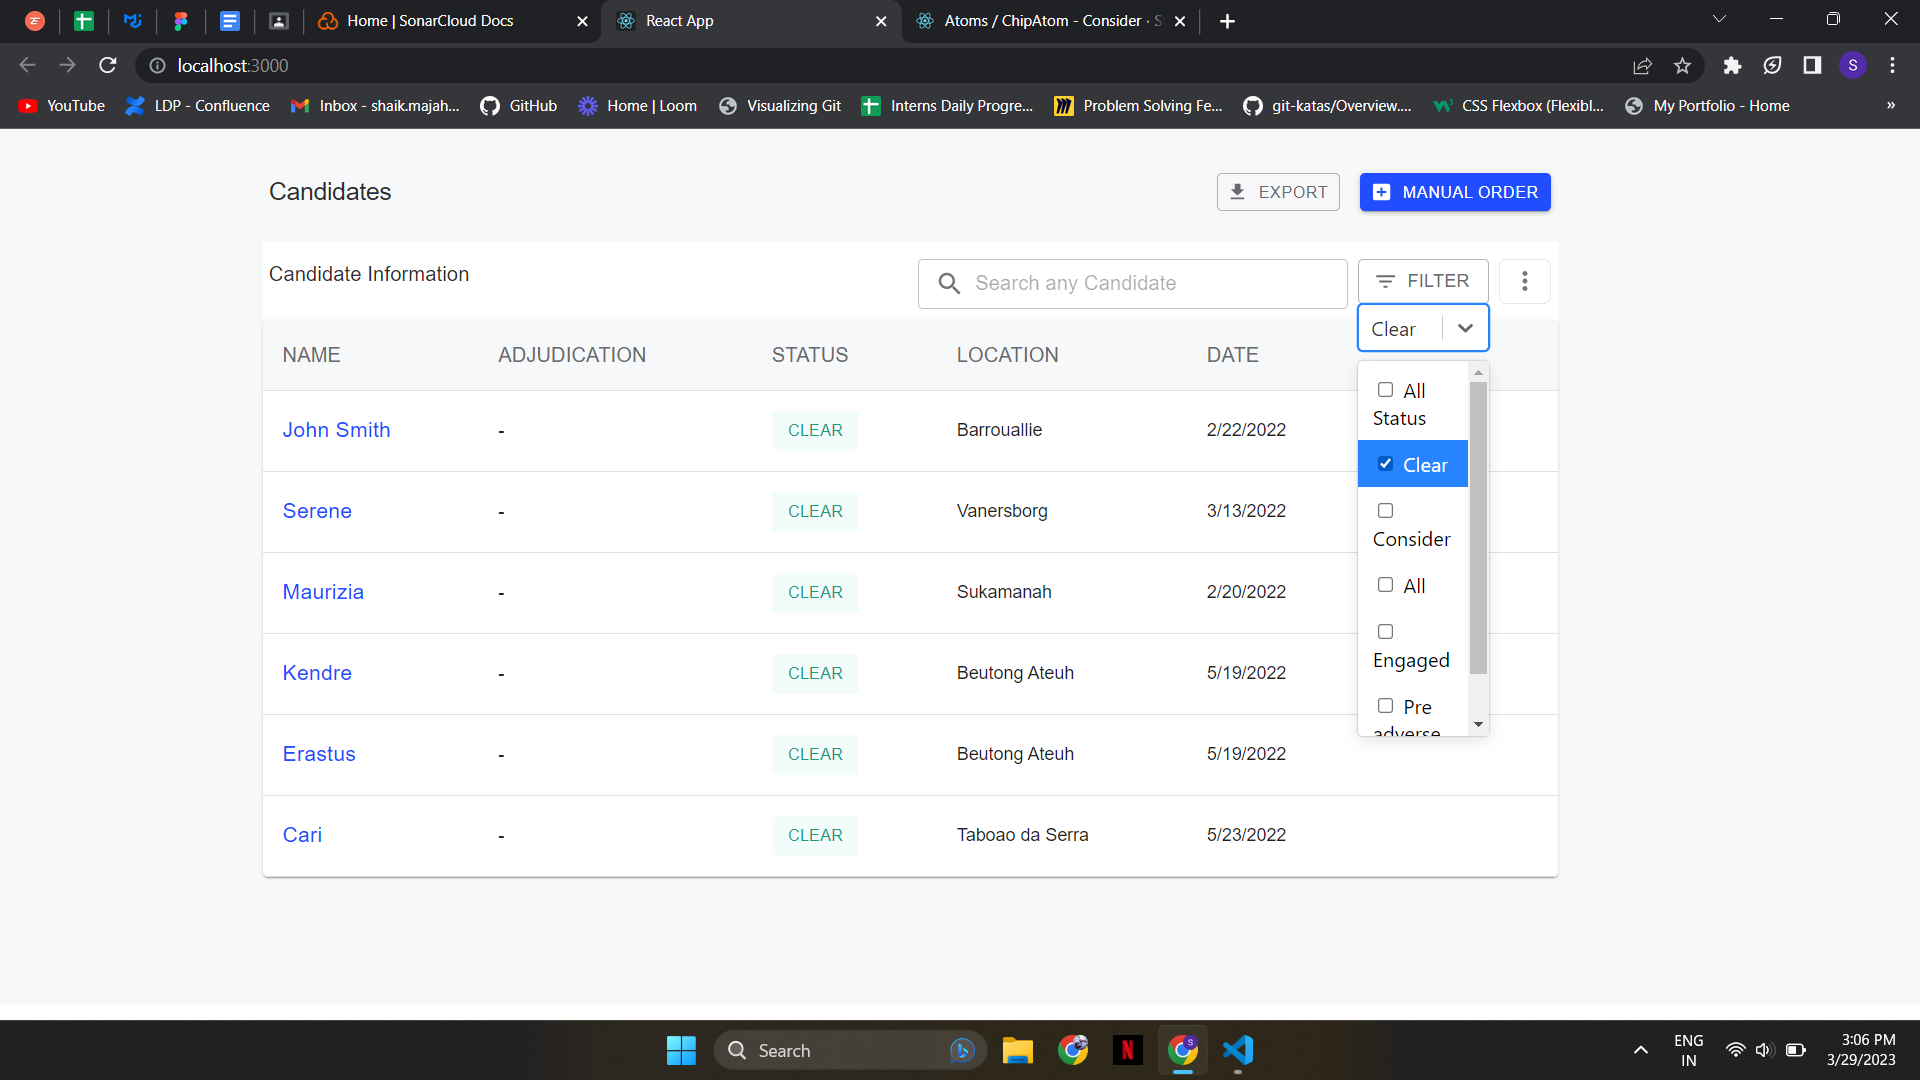 Home | SonarCloud Docs
React App
Atoms / ChipAtom - Consider · S
localhost:3000
S
YouTube
LDP - Confluence
Inbox - shaik.majah...
GitHub
Home | Loom
Visualizing Git
Interns Daily Progre...
Problem Solving Fe...
git-katas/Overview....
CSS Flexbox (Flexibl...
My Portfolio - Home
»
Candidates
EXPORT
MANUAL ORDER
Candidate Information
Search any Candidate
FILTER
Clear
NAME ADJUDICATION STATUS LOCATION DATE
John Smith - CLEAR Barrouallie 2/22/2022
Serene - CLEAR Vanersborg 3/13/2022
Maurizia - CLEAR Sukamanah 2/20/2022
Kendre - CLEAR Beutong Ateuh 5/19/2022
Erastus - CLEAR Beutong Ateuh 5/19/2022
Cari - CLEAR Taboao da Serra 5/23/2022
All
Status
Clear
Consider
All
Engaged
Pre
adverse
Search
N
S
ENG
IN
3:06 PM
3/29/2023